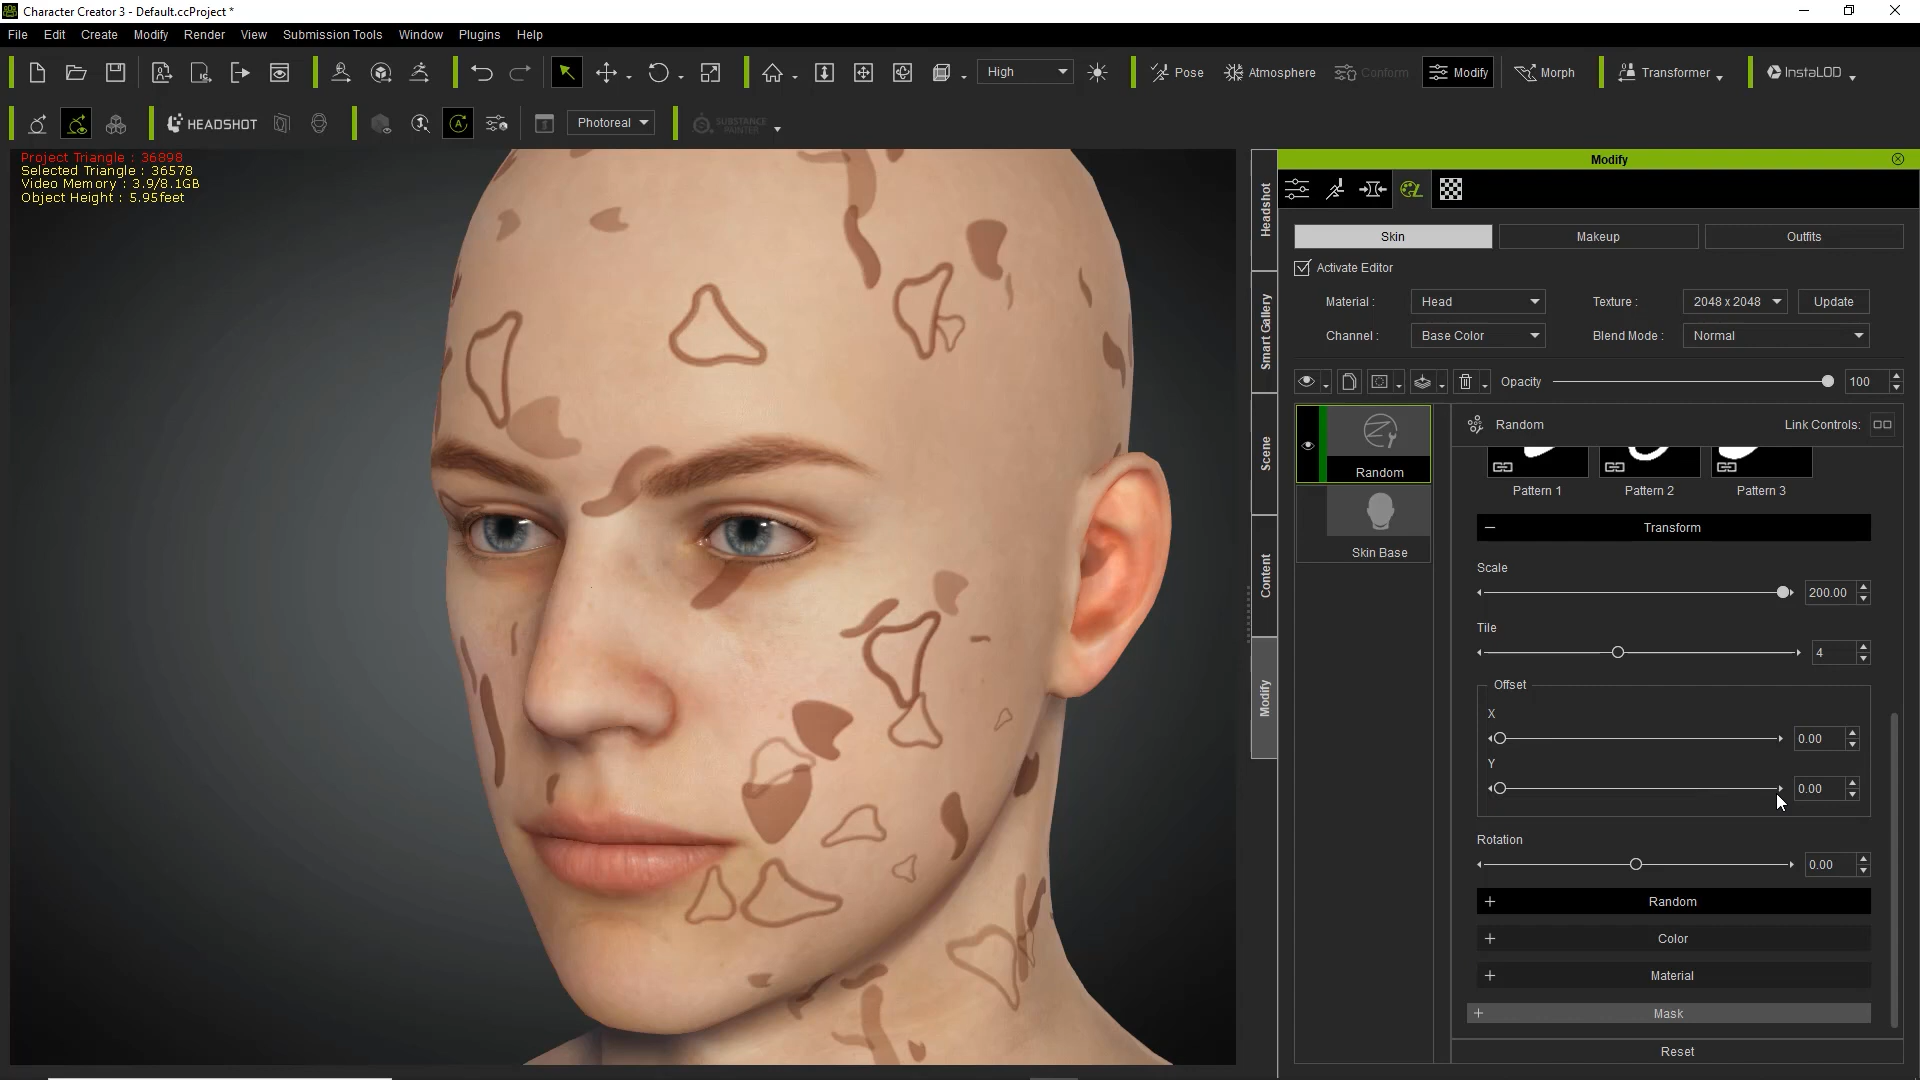 Character Creator 3 - Default.ccProject *
File Edit Create Modify Render View Submission Tools Window Plugins Help
High Pose Atmosphere Conform Modify Morph Transformer InstaLOD
HEADSHOT Photoreal SUBSTANCE PAINTER
Project Triangle : 36898
Selected Triangle : 36578
Video Memory : 3.9/8.1GB
Object Height : 5.95feet
Headshot
Smart Gallery
Scene
Content
Modify
Modify
Skin Makeup Outfits
Activate Editor
Material : Head Texture : 2048 x 2048 Update
Channel : Base Color Blend Mode : Normal
Opacity 100
Random
Skin Base
Random Link Controls:
Pattern 1 Pattern 2 Pattern 3
Transform
Scale
200.00
Tile
4
Offset
X
0.00
Y
0.00
Rotation
0.00
Random
Color
Material
Mask
Reset